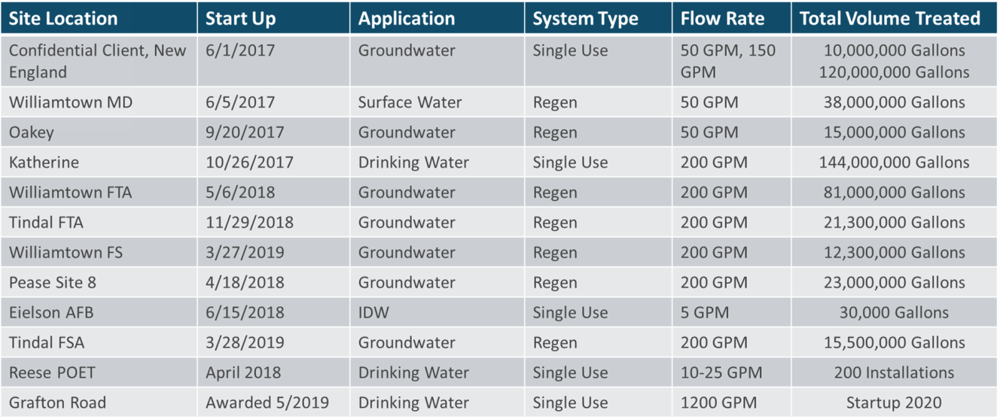 Site Location Start Up Application System Type Flow Rate Total Volume Treated
Confidential Client, New 6/1/2017 Groundwater Single Use 50 GPM, 150 10,000,000 Gallons
England GPM 120,000,000 Gallons
Williamtown MD 6/5/2017 Surface Water Regen 50 GPM 38,000,000 Gallons
Oakey 9/20/2017 Groundwater Regen 50 GPM 15,000,000 Gallons
Katherine 10/26/2017 Drinking Water Single Use 200 GPM 144,000,000 Gallons
Williamtown FTA 5/6/2018 Groundwater Regen 200 GPM 81,000,000 Gallons
Tindal FTA 11/29/2018 Groundwater Regen 200 GPM 21,300,000 Gallons
Williamtown FS 3/27/2019 Groundwater Regen 200 GPM 12,300,000 Gallons
Pease Site 8 4/18/2018 Groundwater Regen 200 GPM 23,000,000 Gallons
Eielson AFB 6/15/2018 IDW Single Use 5 GPM 30,000 Gallons
Tindal FSA 3/28/2019 Groundwater Regen 200 GPM 15,500,000 Gallons
Reese POET April 2018 Drinking Water Single Use 10-25 GPM 200 Installations
Grafton Road Awarded 5/2019 Drinking Water Single Use 1200 GPM Startup 2020